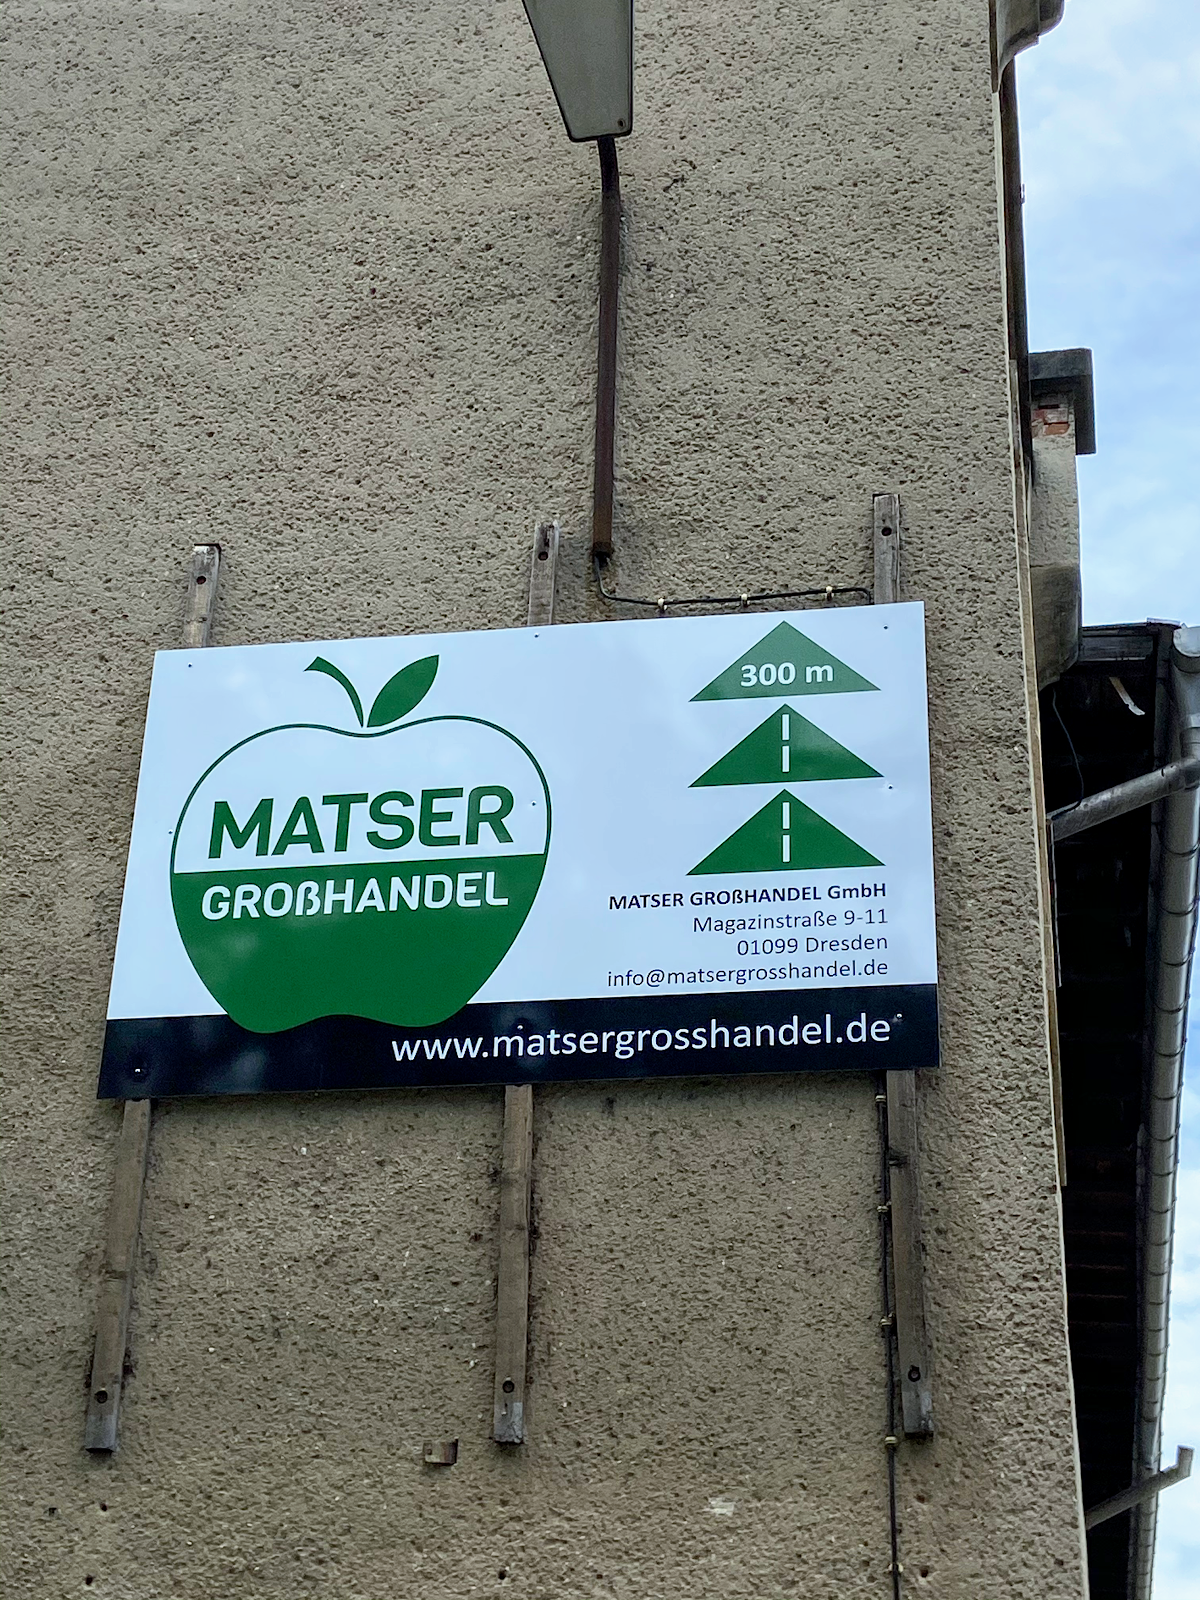 MATSER
GROßHANDEL
300 m
MATSER GROßHANDEL GmbH
Magazinstraße 9-11
01099 Dresden
info@matsergrosshandel.de
www.matsergrosshandel.de